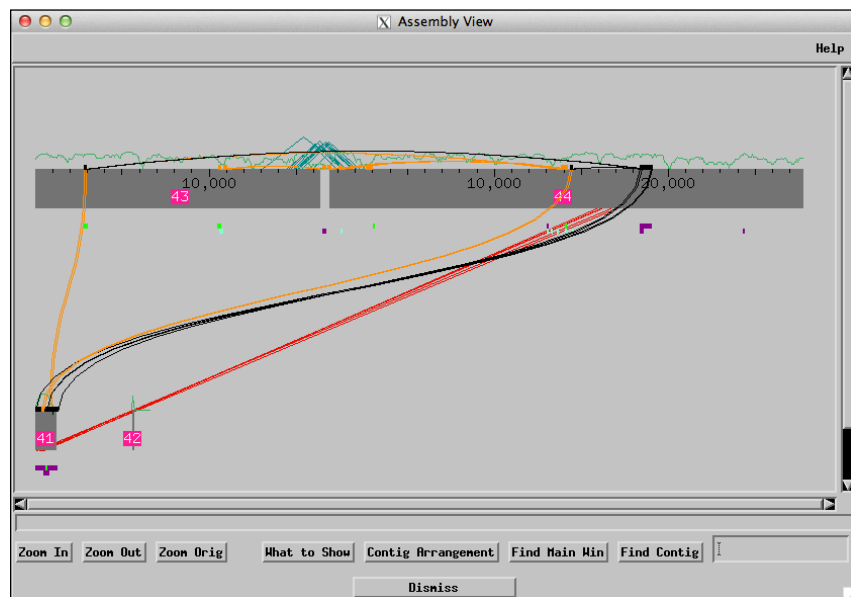 X Assembly View
Help
10,000 10,000 20,000
43 44
41 42
Zoom In Zoom Out Zoom Orig What to Show Contig Arrangement Find Main Win Find Contig
Dismiss